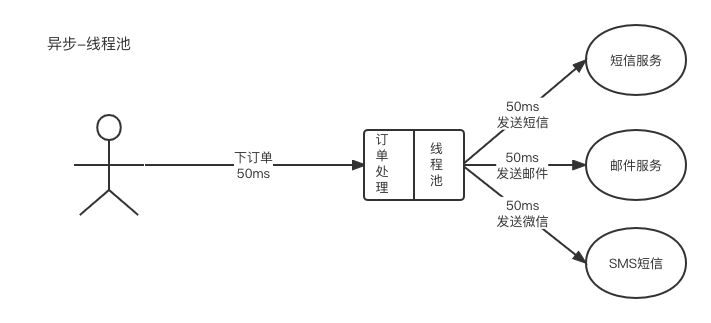 异步-线程池
下订单
50ms
订
单
处
理
线
程
池
50ms
发送短信
50ms
发送邮件
50ms
发送微信
短信服务
邮件服务
SMS短信